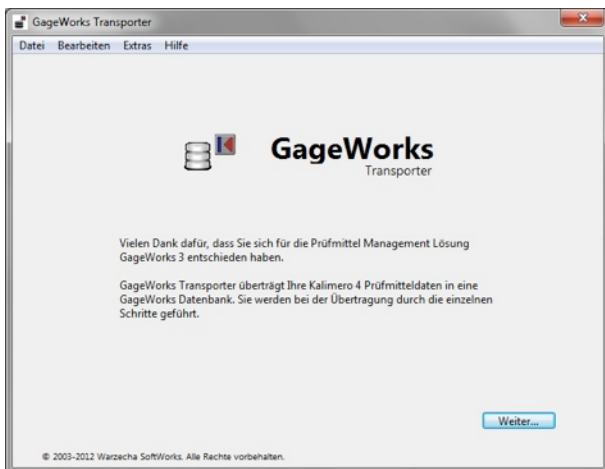 GageWorks Transporter
Datei Bearbeiten Extras Hilfe
GageWorks
Transporter
Vielen Dank dafür, dass Sie sich für die Prüfmittel Management Lösung
GageWorks 3 entschieden haben.
GageWorks Transporter überträgt Ihre Kalimero 4 Prüfmitteldaten in eine
GageWorks Datenbank. Sie werden bei der Übertragung durch die einzelnen
Schritte geführt.
Weiter...
© 2003-2012 Warzecha SoftWorks. Alle Rechte vorbehalten.